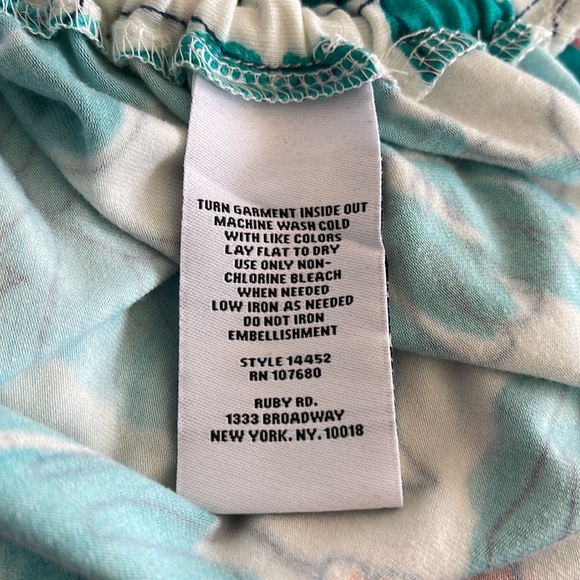 TURN GARMENT INSIDE OUT
MACHINE WASH COLD
WITH LIKE COLORS
LAY FLAT TO DRY
USE ONLY NON-
CHLORINE BLEACH
WHEN NEEDED
LOW IRON AS NEEDED
DO NOT IRON
EMBELLISHMENT
STYLE 14452
RN 107680
RUBY RD.
1333 BROADWAY
NEW YORK. NY. 10018